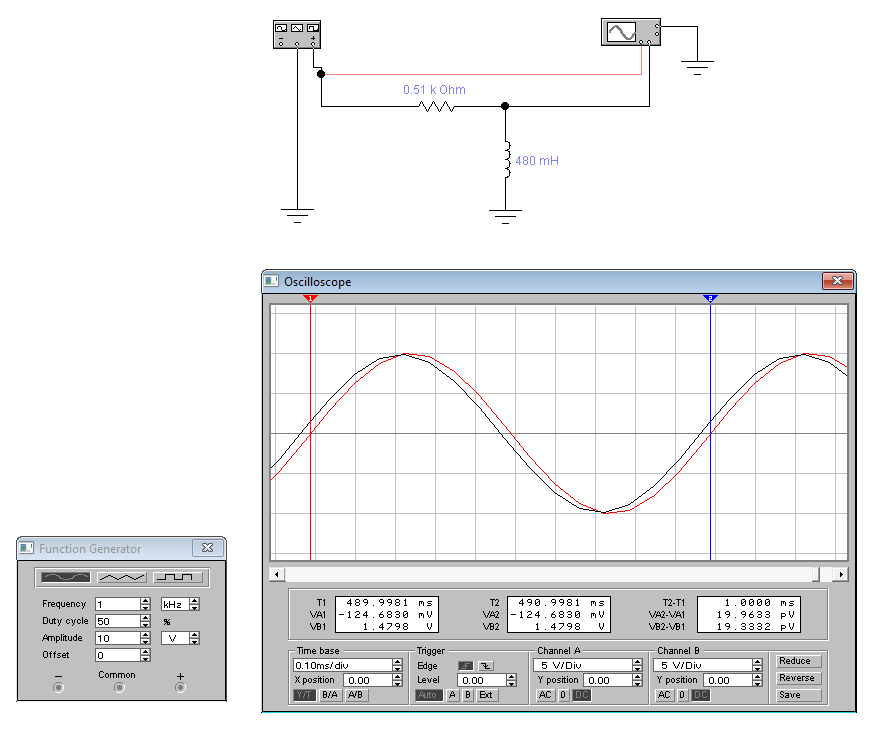 0.51 k Ohm
480 mH
Oscilloscope
1
2
T1 489.9981 ms
VA1 -124.6830 mV
VB1 1.4798 V
T2 490.9981 ms
VA2 -124.6830 mV
VB2 1.4798 V
T2-T1 1.0000 ms
VA2-VA1 19.9633 pV
VB2-VB1 19.3332 pV
Time base
0.10ms/div
X position 0.00
Y/T B/A A/B
Trigger
Edge
Level 0.00
Auto A B Ext
Channel A
5 V/Div
Y position 0.00
AC 0 DC
Channel B
5 V/Div
Y position 0.00
AC 0 DC
Reduce
Reverse
Save
Function Generator
Frequency 1 kHz
Duty cycle 50 %
Amplitude 10 V
Offset 0
− Common +